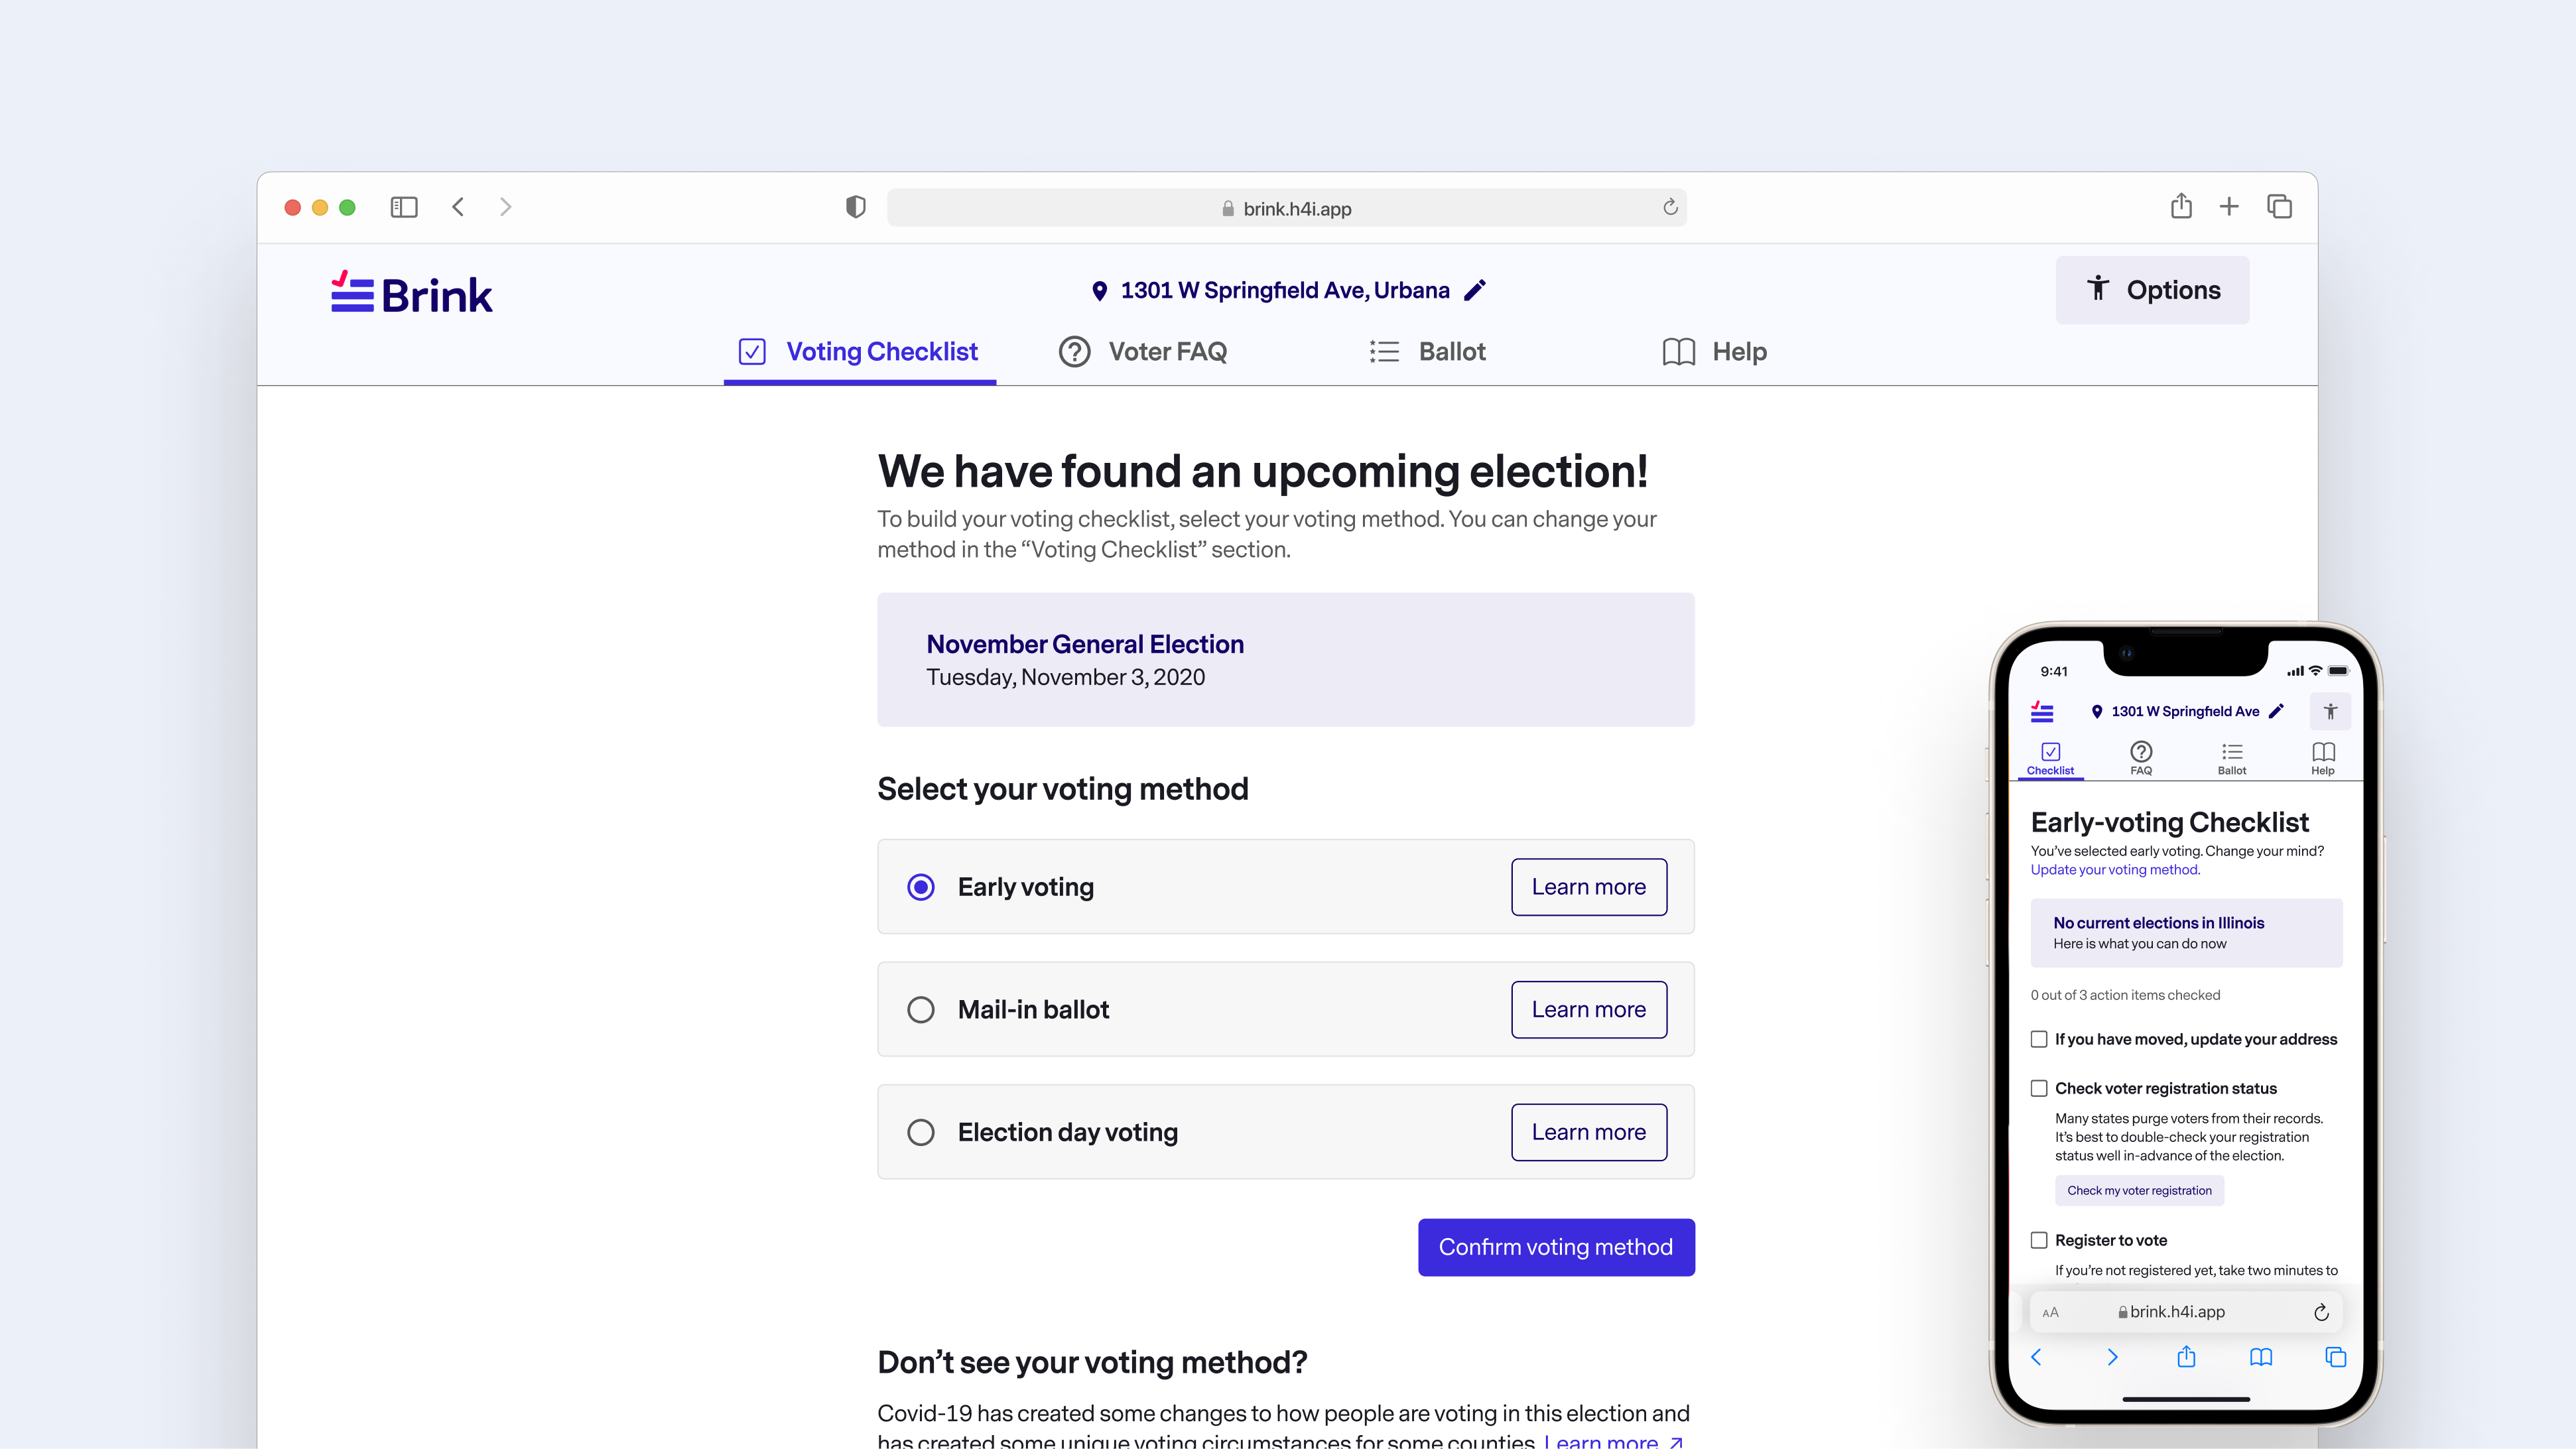 brink.h4i.app
Brink
1301 W Springfield Ave, Urbana
Options
Voting Checklist
Voter FAQ
Ballot
Help
We have found an upcoming election!
To build your voting checklist, select your voting method. You can change your
method in the “Voting Checklist” section.
November General Election
Tuesday, November 3, 2020
Select your voting method
Early voting
Learn more
Mail-in ballot
Learn more
Election day voting
Learn more
Confirm voting method
Don’t see your voting method?
Covid-19 has created some changes to how people are voting in this election and
has created some unique voting circumstances for some counties. Learn more
9:41
1301 W Springfield Ave
Checklist
FAQ
Ballot
Help
Early-voting Checklist
You’ve selected early voting. Change your mind?
Update your voting method.
No current elections in Illinois
Here is what you can do now
0 out of 3 action items checked
If you have moved, update your address
Check voter registration status
Many states purge voters from their records.
It’s best to double-check your registration
status well in-advance of the election.
Check my voter registration
Register to vote
If you’re not registered yet, take two minutes to
AA
brink.h4i.app